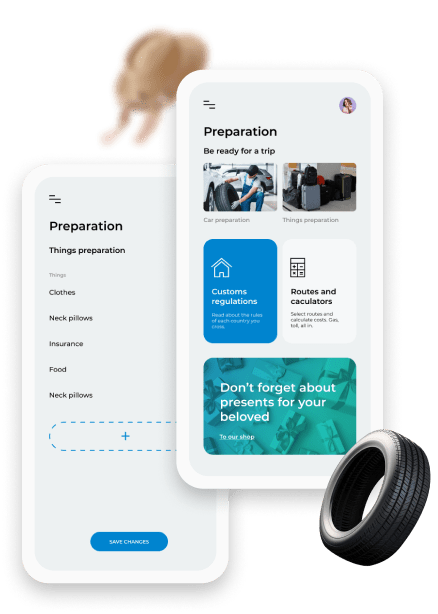 Preparation
Be ready for a trip
Car preparation
Things preparation
Customs
regulations
Read about the rules
of each country you
cross.
Routes and
caculators
Select routes and
calculate costs. Gas,
toll, all in.
Don't forget about
presents for your
beloved
To our shop
Preparation
Things preparation
Things
Clothes
Neck pillows
Insurance
Food
Neck pillows
+
SAVE CHANGES